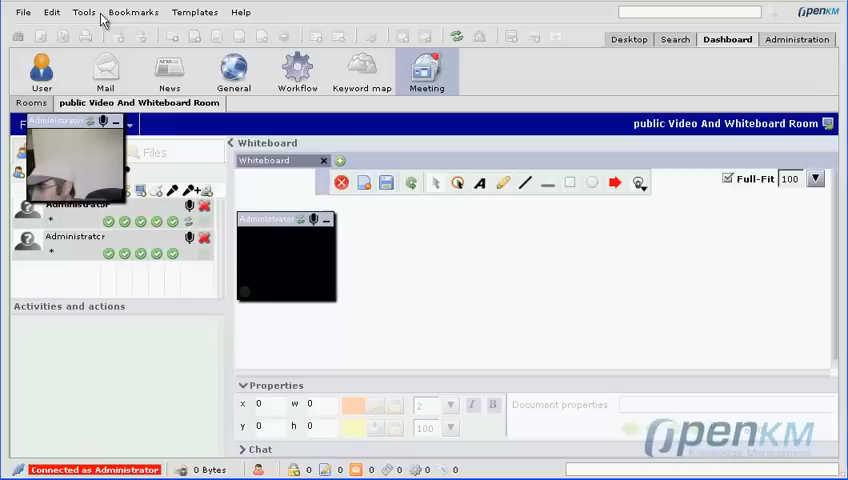 File Edit Tools Bookmarks Templates Help
OPENKM
Desktop Search Dashboard Administration
User Mail News General Workflow Keyword map Meeting
Rooms public Video And Whiteboard Room
F public Video And Whiteboard Room
Administrator
Files
Whiteboard
Whiteboard
Full-Fit 100
Administrator
*
Administrator
*
Administrator
Activities and actions
Properties
x 0 w 0 2 I B Document properties
y 0 h 0 100
Chat
OPENKM
Knowledge Management
Connected as Administrator 0 Bytes 0 0 0 0 0 0